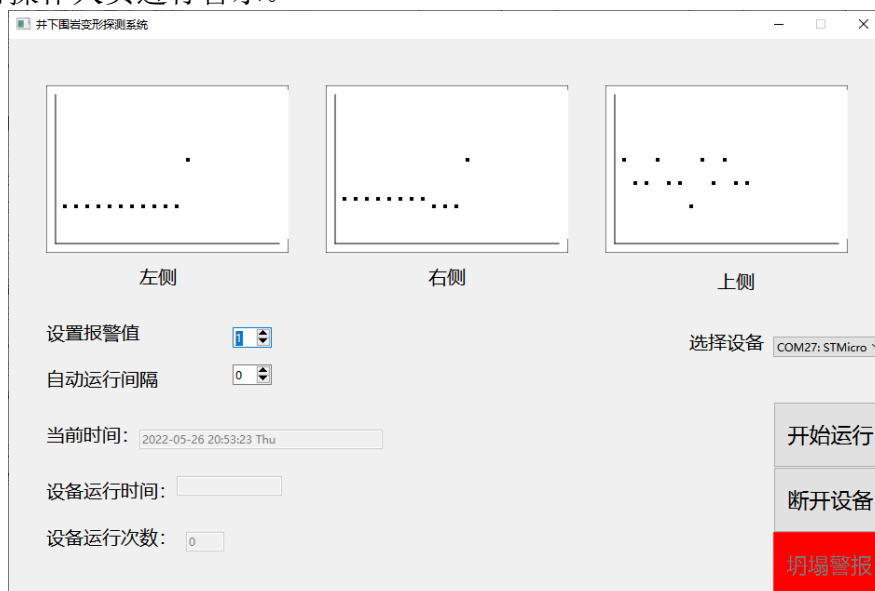 井下围岩变形探测系统
左侧
右侧
上侧
设置报警值
1
选择设备
COM27: STMicro
自动运行间隔
0
当前时间:
2022-05-26 20:53:23 Thu
开始运行
设备运行时间:
断开设备
设备运行次数:
0
坍塌警报